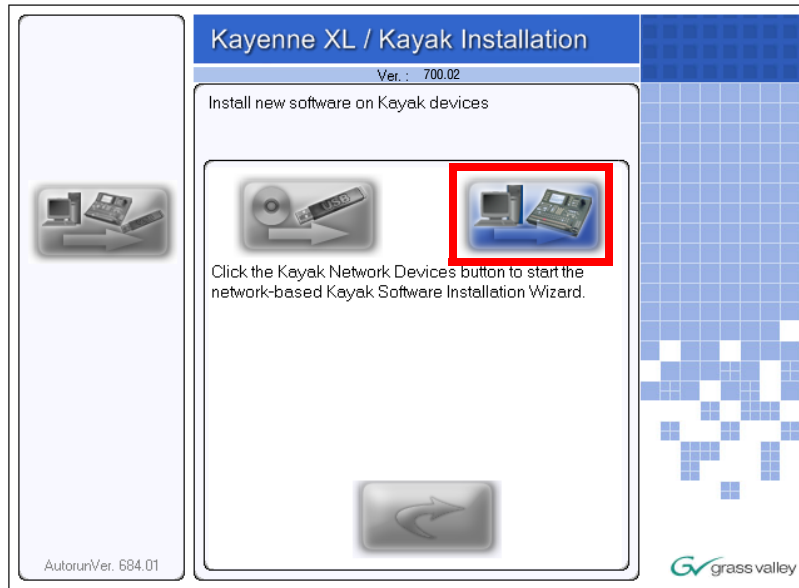 Kayenne XL / Kayak Installation
Ver. : 700.02
Install new software on Kayak devices
USB
Click the Kayak Network Devices button to start the
network-based Kayak Software Installation Wizard.
AutorunVer. 684.01
GV grass valley